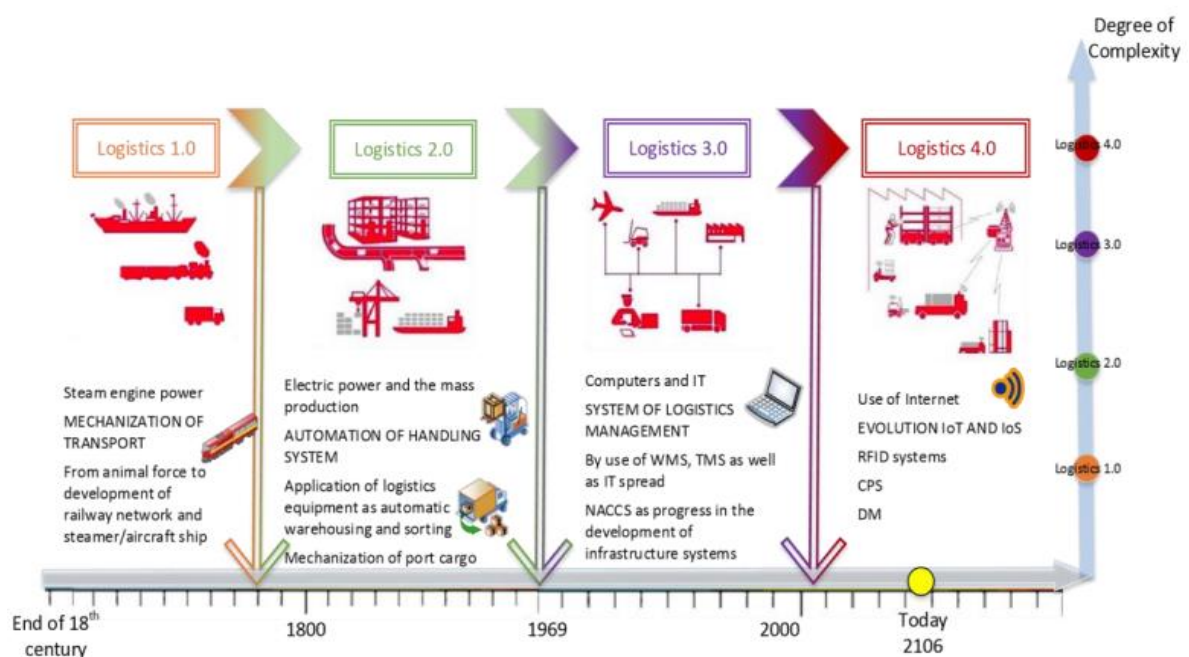 Degree of
Complexity
Logistics 1.0
Logistics 2.0
Logistics 3.0
Logistics 4.0
Logistics 4.0
Logistics 3.0
Logistics 2.0
Logistics 1.0
Steam engine power
MECHANIZATION OF
TRANSPORT
From animal force to
development of
railway network and
steamer/aircraft ship
Electric power and the mass
production
AUTOMATION OF HANDLING
SYSTEM
Application of logistics
equipment as automatic
warehousing and sorting
Mechanization of port cargo
Computers and IT
SYSTEM OF LOGISTICS
MANAGEMENT
By use of WMS, TMS as well
as IT spread
NACCS as progress in the
development of
infrastructure systems
Use of Internet
EVOLUTION IoT AND IoS
RFID systems
CPS
DM
End of 18th
century
1800
1969
2000
Today
2106